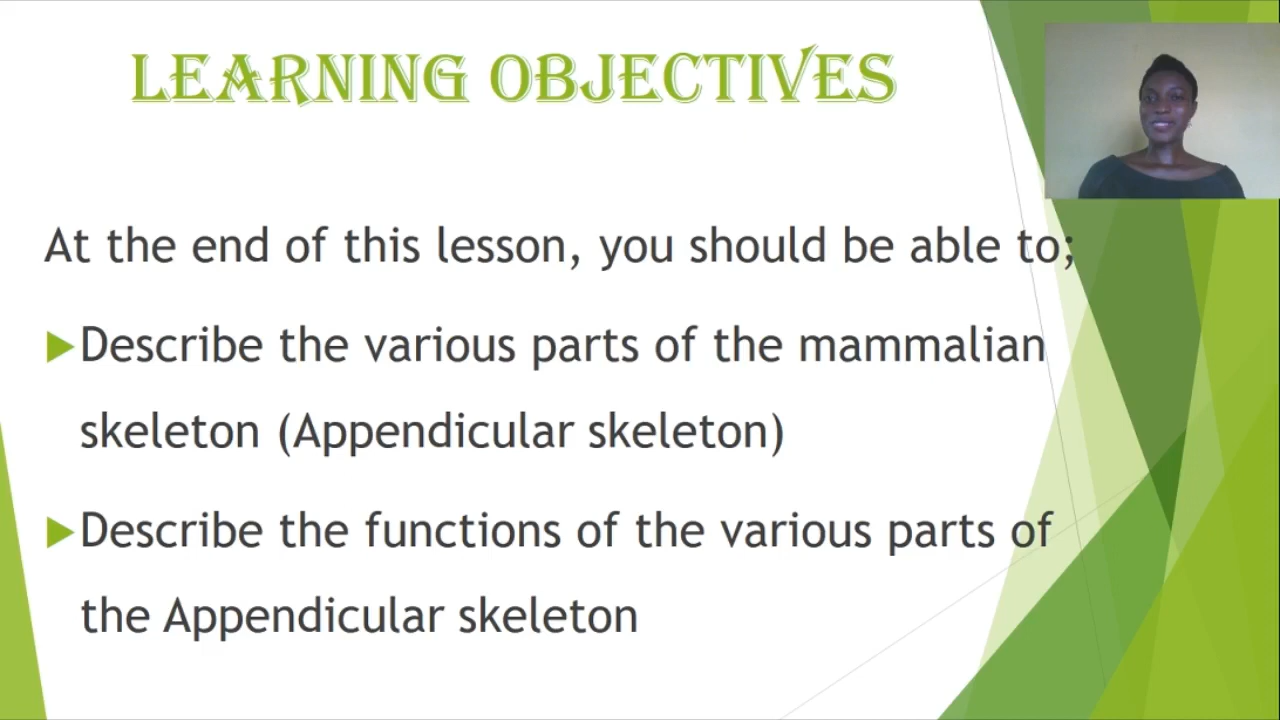 LEARNING OBJECTIVES
At the end of this lesson, you should be able to;
Describe the various parts of the mammalian
skeleton (Appendicular skeleton)
Describe the functions of the various parts of
the Appendicular skeleton